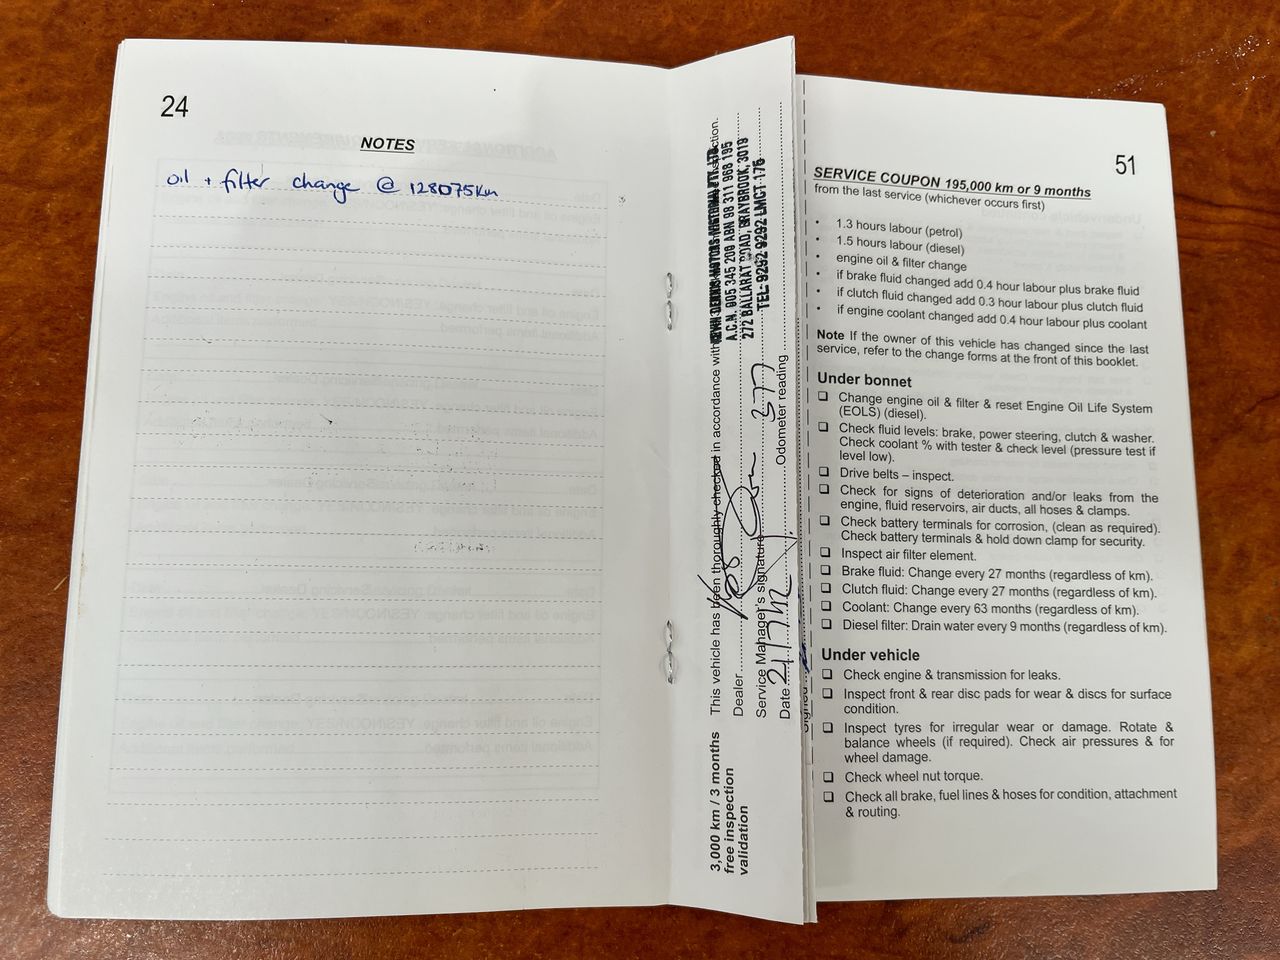 24
NOTES
oil + filter change @ 128075km
3,000 km / 3 months
free inspection
validation
This vehicle has been thoroughly checked in accordance with
Dealer
Service Manager's signature
Date 21/7/12 Odometer reading 377
A.C.N. 005 345 200 ABN 98 311 968 195
272 BALLARAT ROAD, BRAYBROOK, 3019
TEL: 9292 9292 LMCT 175
51
SERVICE COUPON 195,000 km or 9 months
from the last service (whichever occurs first)
• 1.3 hours labour (petrol)
• 1.5 hours labour (diesel)
• engine oil & filter change
• if brake fluid changed add 0.4 hour labour plus brake fluid
• if clutch fluid changed add 0.3 hour labour plus clutch fluid
• if engine coolant changed add 0.4 hour labour plus coolant
Note If the owner of this vehicle has changed since the last
service, refer to the change forms at the front of this booklet.
Under bonnet
❑ Change engine oil & filter & reset Engine Oil Life System
(EOLS) (diesel).
❑ Check fluid levels: brake, power steering, clutch & washer.
Check coolant % with tester & check level (pressure test if
level low).
❑ Drive belts – inspect.
❑ Check for signs of deterioration and/or leaks from the
engine, fluid reservoirs, air ducts, all hoses & clamps.
❑ Check battery terminals for corrosion, (clean as required).
Check battery terminals & hold down clamp for security.
❑ Inspect air filter element.
❑ Brake fluid: Change every 27 months (regardless of km).
❑ Clutch fluid: Change every 27 months (regardless of km).
❑ Coolant: Change every 63 months (regardless of km).
❑ Diesel filter: Drain water every 9 months (regardless of km).
Under vehicle
❑ Check engine & transmission for leaks.
❑ Inspect front & rear disc pads for wear & discs for surface
condition.
❑ Inspect tyres for irregular wear or damage. Rotate &
balance wheels (if required). Check air pressures & for
wheel damage.
❑ Check wheel nut torque.
❑ Check all brake, fuel lines & hoses for condition, attachment
& routing.